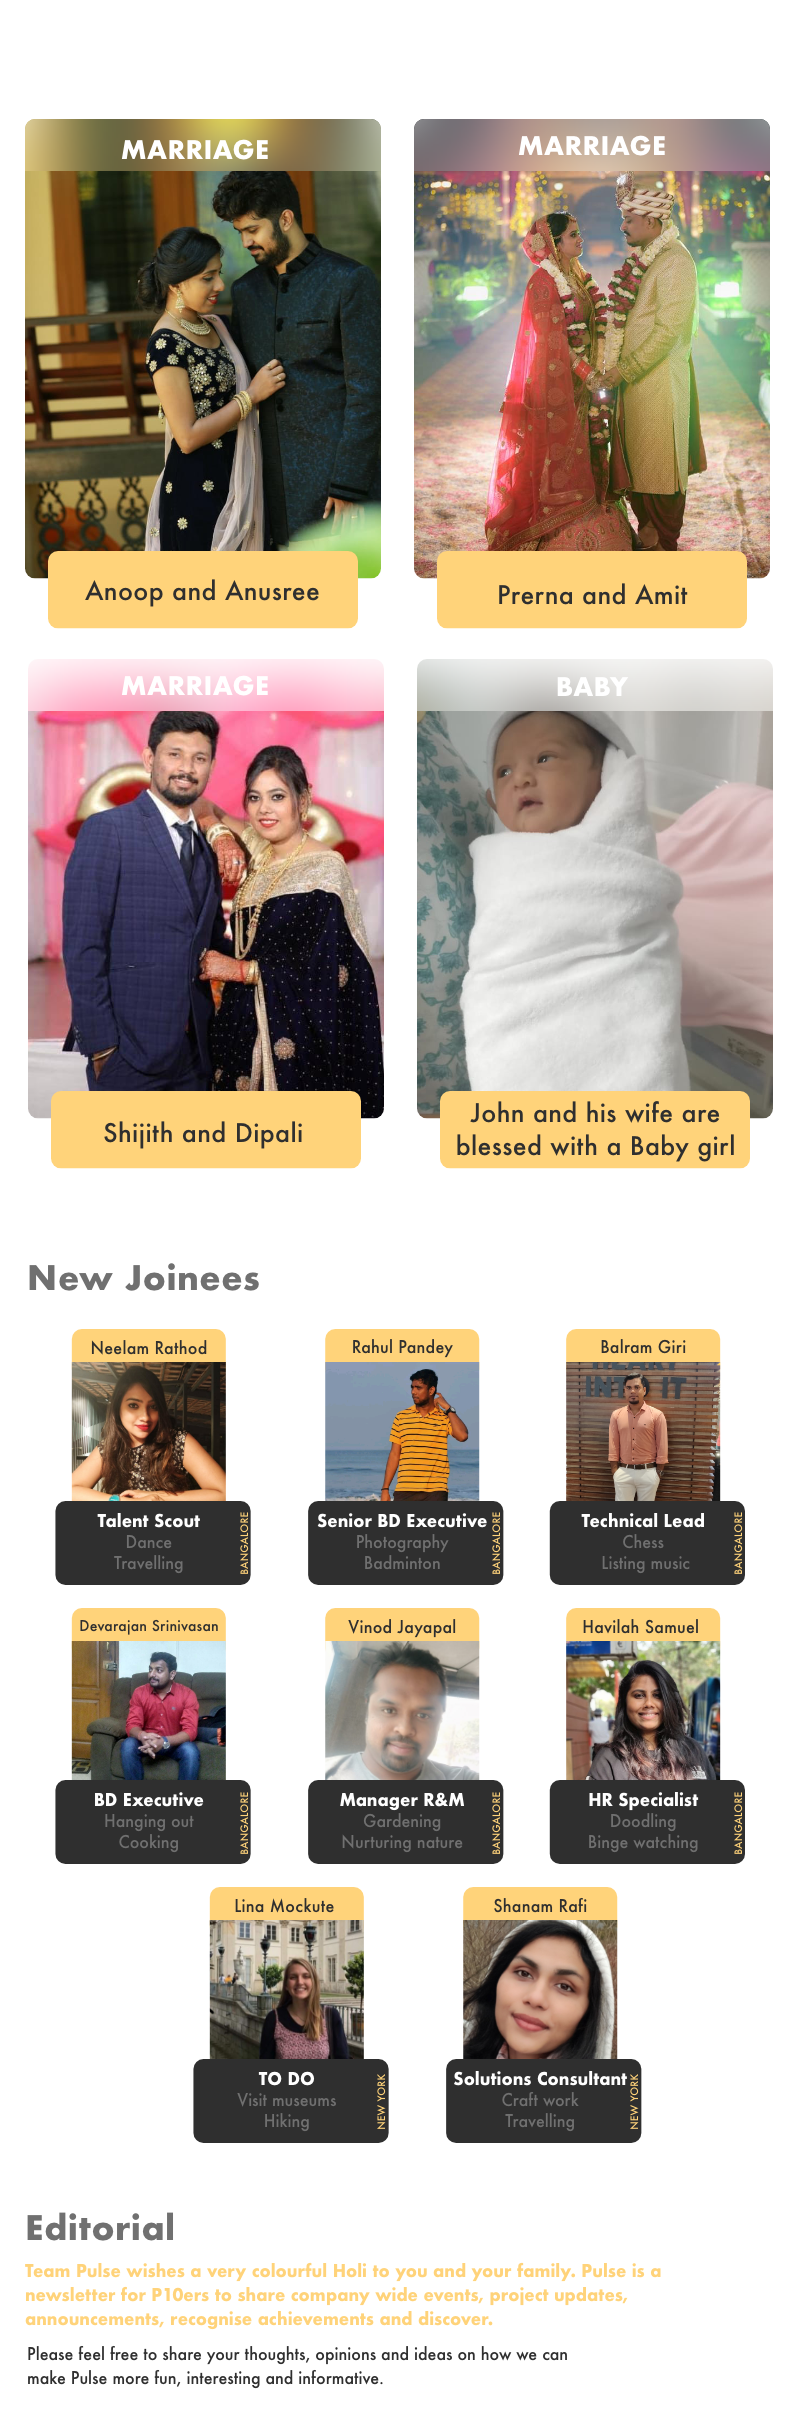 MARRIAGE
MARRIAGE
Anoop and Anusree
Prerna and Amit
MARRIAGE
BABY
Shijith and Dipali
John and his wife are
blessed with a Baby girl
New Joinees
Neelam Rathod
Talent Scout
Dance
Travelling
BANGALORE
Rahul Pandey
Senior BD Executive
Photography
Badminton
BANGALORE
Balram Giri
INTO IT
Technical Lead
Chess
Listing music
BANGALORE
Devarajan Srinivasan
BD Executive
Hanging out
Cooking
BANGALORE
Vinod Jayapal
Manager R&M
Gardening
Nurturing nature
BANGALORE
Havilah Samuel
HR Specialist
Doodling
Binge watching
BANGALORE
Lina Mockute
TO DO
Visit museums
Hiking
NEW YORK
Shanam Rafi
Solutions Consultant
Craft work
Travelling
NEW YORK
Editorial
Team Pulse wishes a very colourful Holi to you and your family. Pulse is a
newsletter for P10ers to share company wide events, project updates,
announcements, recognise achievements and discover.
Please feel free to share your thoughts, opinions and ideas on how we can
make Pulse more fun, interesting and informative.